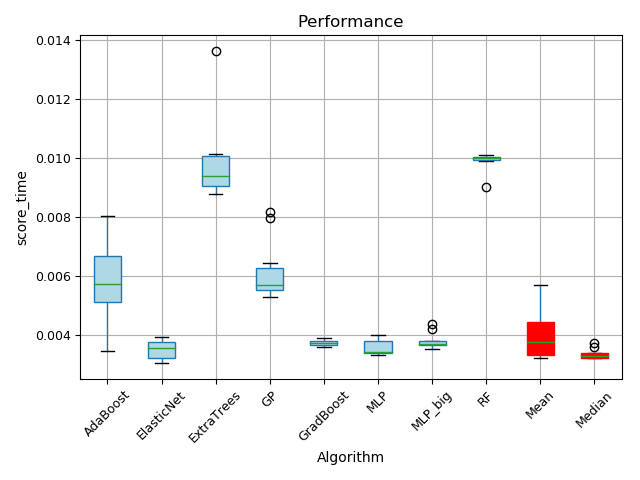 Performance
0.014
0.012
0.010
0.008
0.006
0.004
score_time
AdaBoost
ElasticNet
ExtraTrees
GP
GradBoost
MLP
MLP_big
RF
Mean
Median
Algorithm